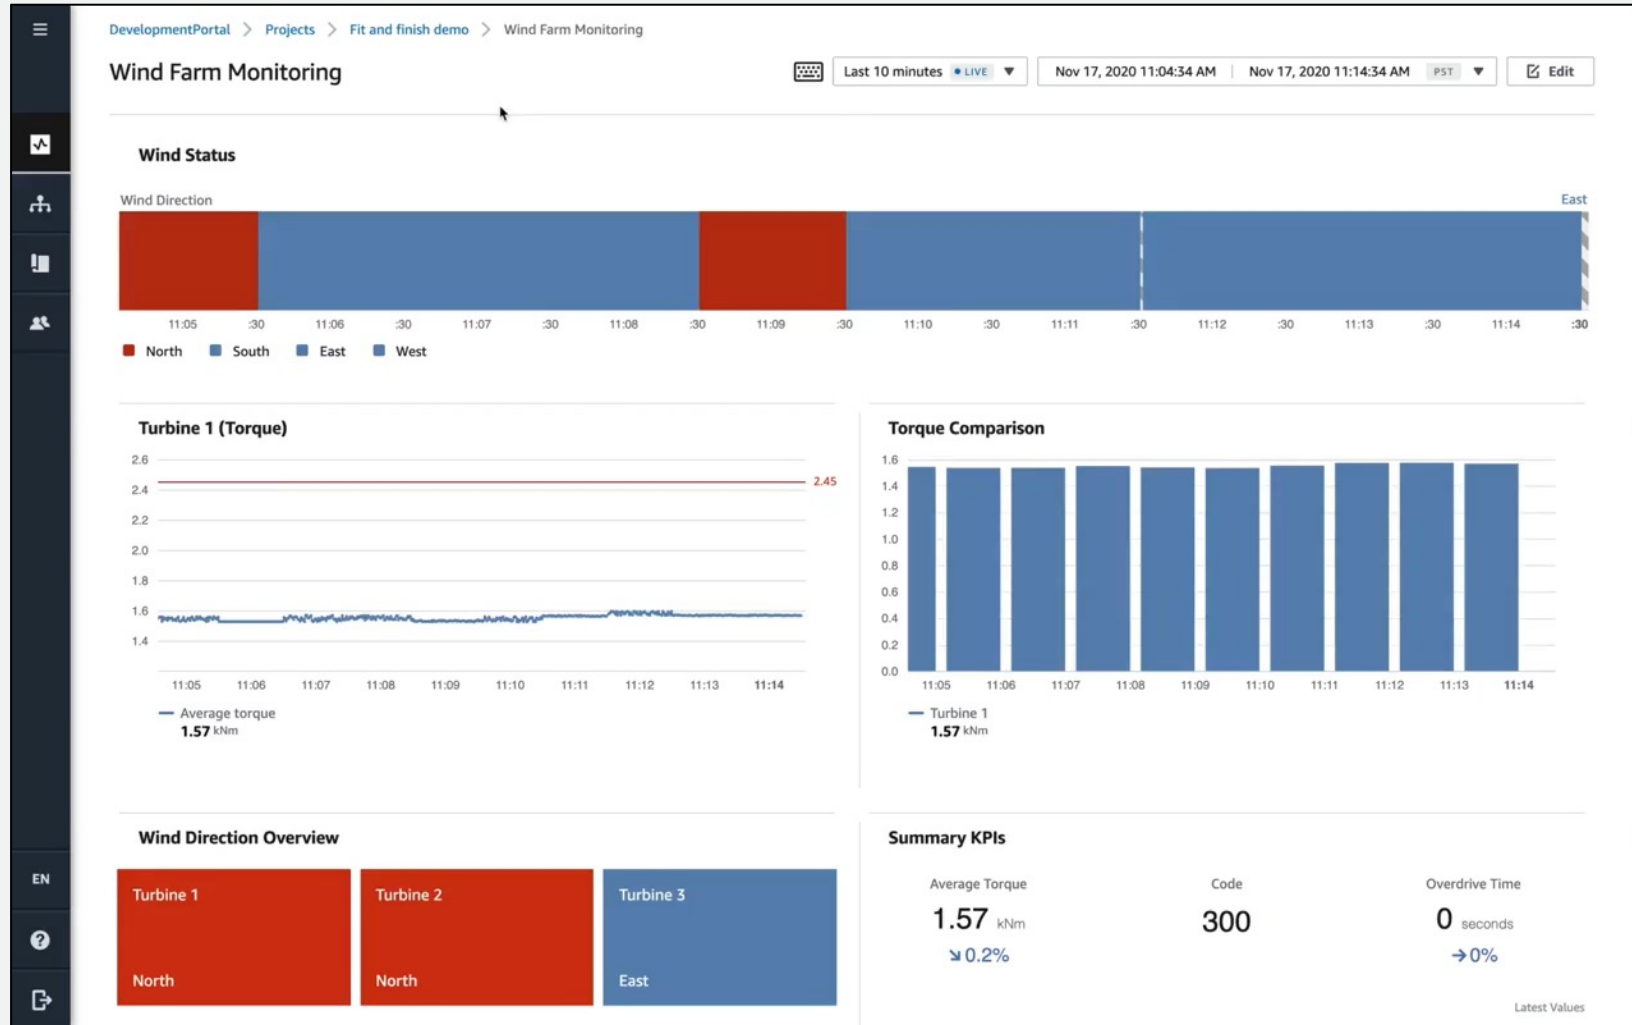 DevelopmentPortal > Projects > Fit and finish demo > Wind Farm Monitoring
Wind Farm Monitoring
Last 10 minutes LIVE
Nov 17, 2020 11:04:34 AM Nov 17, 2020 11:14:34 AM PST
Edit
Wind Status
Wind Direction East
11:05 :30 11:06 :30 11:07 :30 11:08 :30 11:09 :30 11:10 :30 11:11 :30 11:12 :30 11:13 :30 11:14 :30
North South East West
Turbine 1 (Torque)
2.6
2.45
2.4
2.2
2.0
1.8
1.6
1.4
11:05 11:06 11:07 11:08 11:09 11:10 11:11 11:12 11:13 11:14
Average torque
1.57 kNm
Torque Comparison
1.6
1.4
1.2
1.0
0.8
0.6
0.4
0.2
0.0
11:05 11:06 11:07 11:08 11:09 11:10 11:11 11:12 11:13 11:14
Turbine 1
1.57 kNm
Wind Direction Overview
Turbine 1
North
Turbine 2
North
Turbine 3
East
Summary KPIs
Average Torque
1.57 kNm
0.2%
Code
300
Overdrive Time
0 seconds
0%
Latest Values
EN